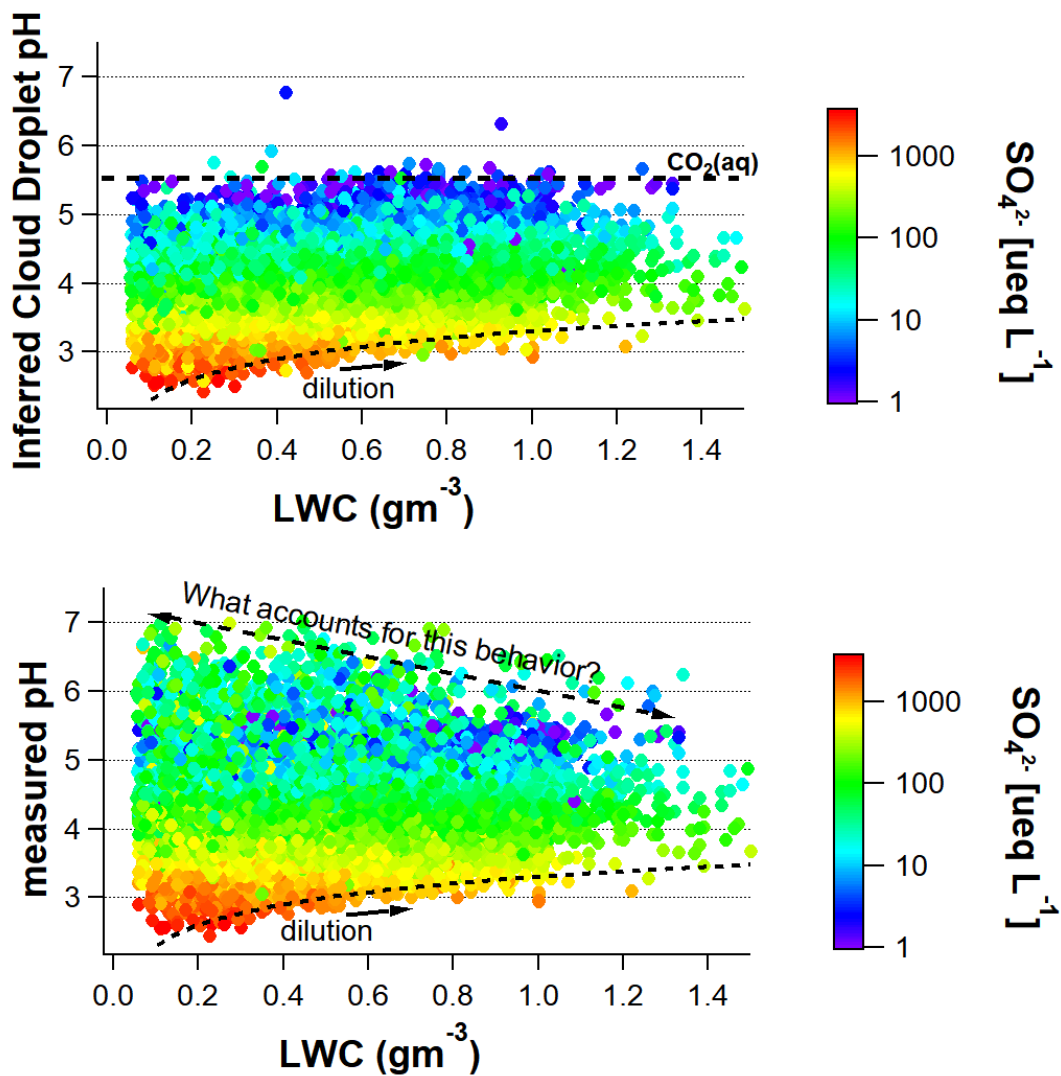 Inferred Cloud Droplet pH
7
6
5
4
3
CO₂(aq)
dilution
0.0 0.2 0.4 0.6 0.8 1.0 1.2 1.4
LWC (gm⁻³)
1000
100
10
1
SO₄²⁻ [ueq L⁻¹]
measured pH
7
6
5
4
3
What accounts for this behavior?
dilution
0.0 0.2 0.4 0.6 0.8 1.0 1.2 1.4
LWC (gm⁻³)
1000
100
10
1
SO₄²⁻ [ueq L⁻¹]